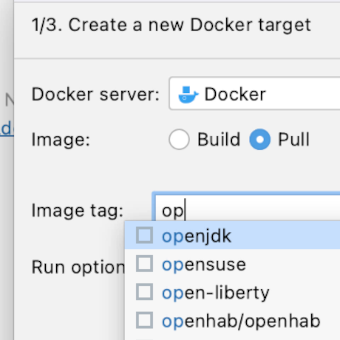 1/3. Create a new Docker target
Docker server: Docker
Image: Build Pull
Image tag: op
openjdk
Run option opensuse
open-liberty
openhab/openhab